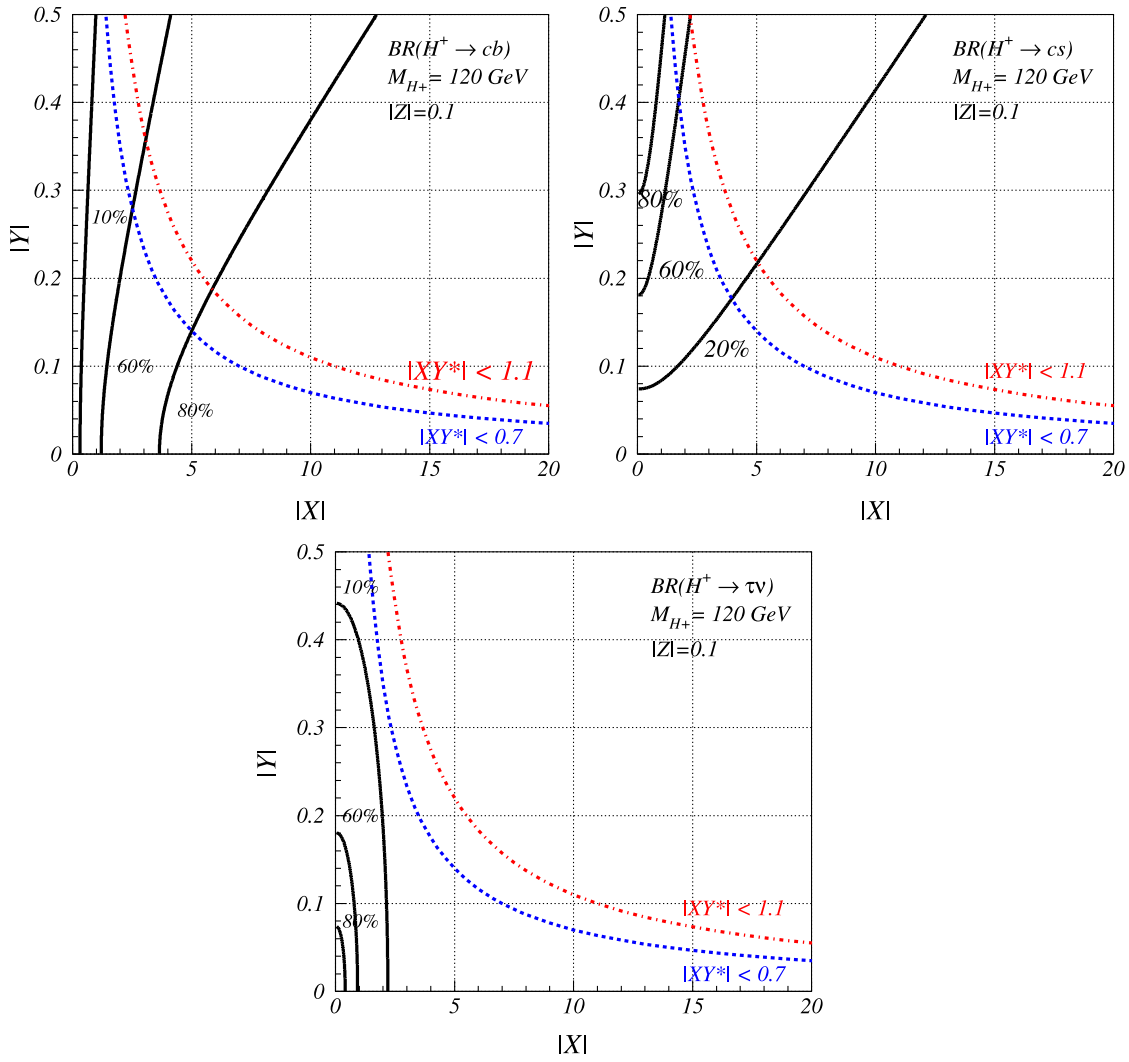 0.5
0.4
0.3
0.2
0.1
0
|Y|
BR(H⁺ → cb)
M_{H+} = 120 GeV
|Z|=0.1
10%
60%
80%
|XY*| < 1.1
|XY*| < 0.7
0 5 10 15 20
|X|
0.5
0.4
0.3
0.2
0.1
0
|Y|
BR(H⁺ → cs)
M_{H+} = 120 GeV
|Z|=0.1
80%
60%
20%
|XY*| < 1.1
|XY*| < 0.7
0 5 10 15 20
|X|
0.5
0.4
0.3
0.2
0.1
0
|Y|
BR(H⁺ → τν)
M_{H+} = 120 GeV
|Z|=0.1
10%
60%
80%
|XY*| < 1.1
|XY*| < 0.7
0 5 10 15 20
|X|